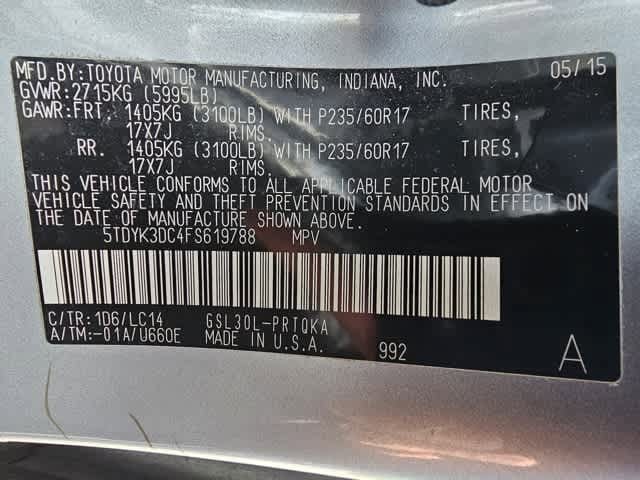 MFD.BY:TOYOTA MOTOR MANUFACTURING, INDIANA, INC. 05/15
GVWR:2715KG (5995LB)
GAWR:FRT. 1405KG (3100LB) WITH P235/60R17 TIRES,
17X7J RIMS.
RR. 1405KG (3100LB) WITH P235/60R17 TIRES,
17X7J RIMS.
THIS VEHICLE CONFORMS TO ALL APPLICABLE FEDERAL MOTOR
VEHICLE SAFETY AND THEFT PREVENTION STANDARDS IN EFFECT ON
THE DATE OF MANUFACTURE SHOWN ABOVE.
5TDYK3DC4FS619788 MPV
C/TR:1D6/LC14 GSL30L-PRTQKA
A/TM:-01A/U660E MADE IN U.S.A. 992 A